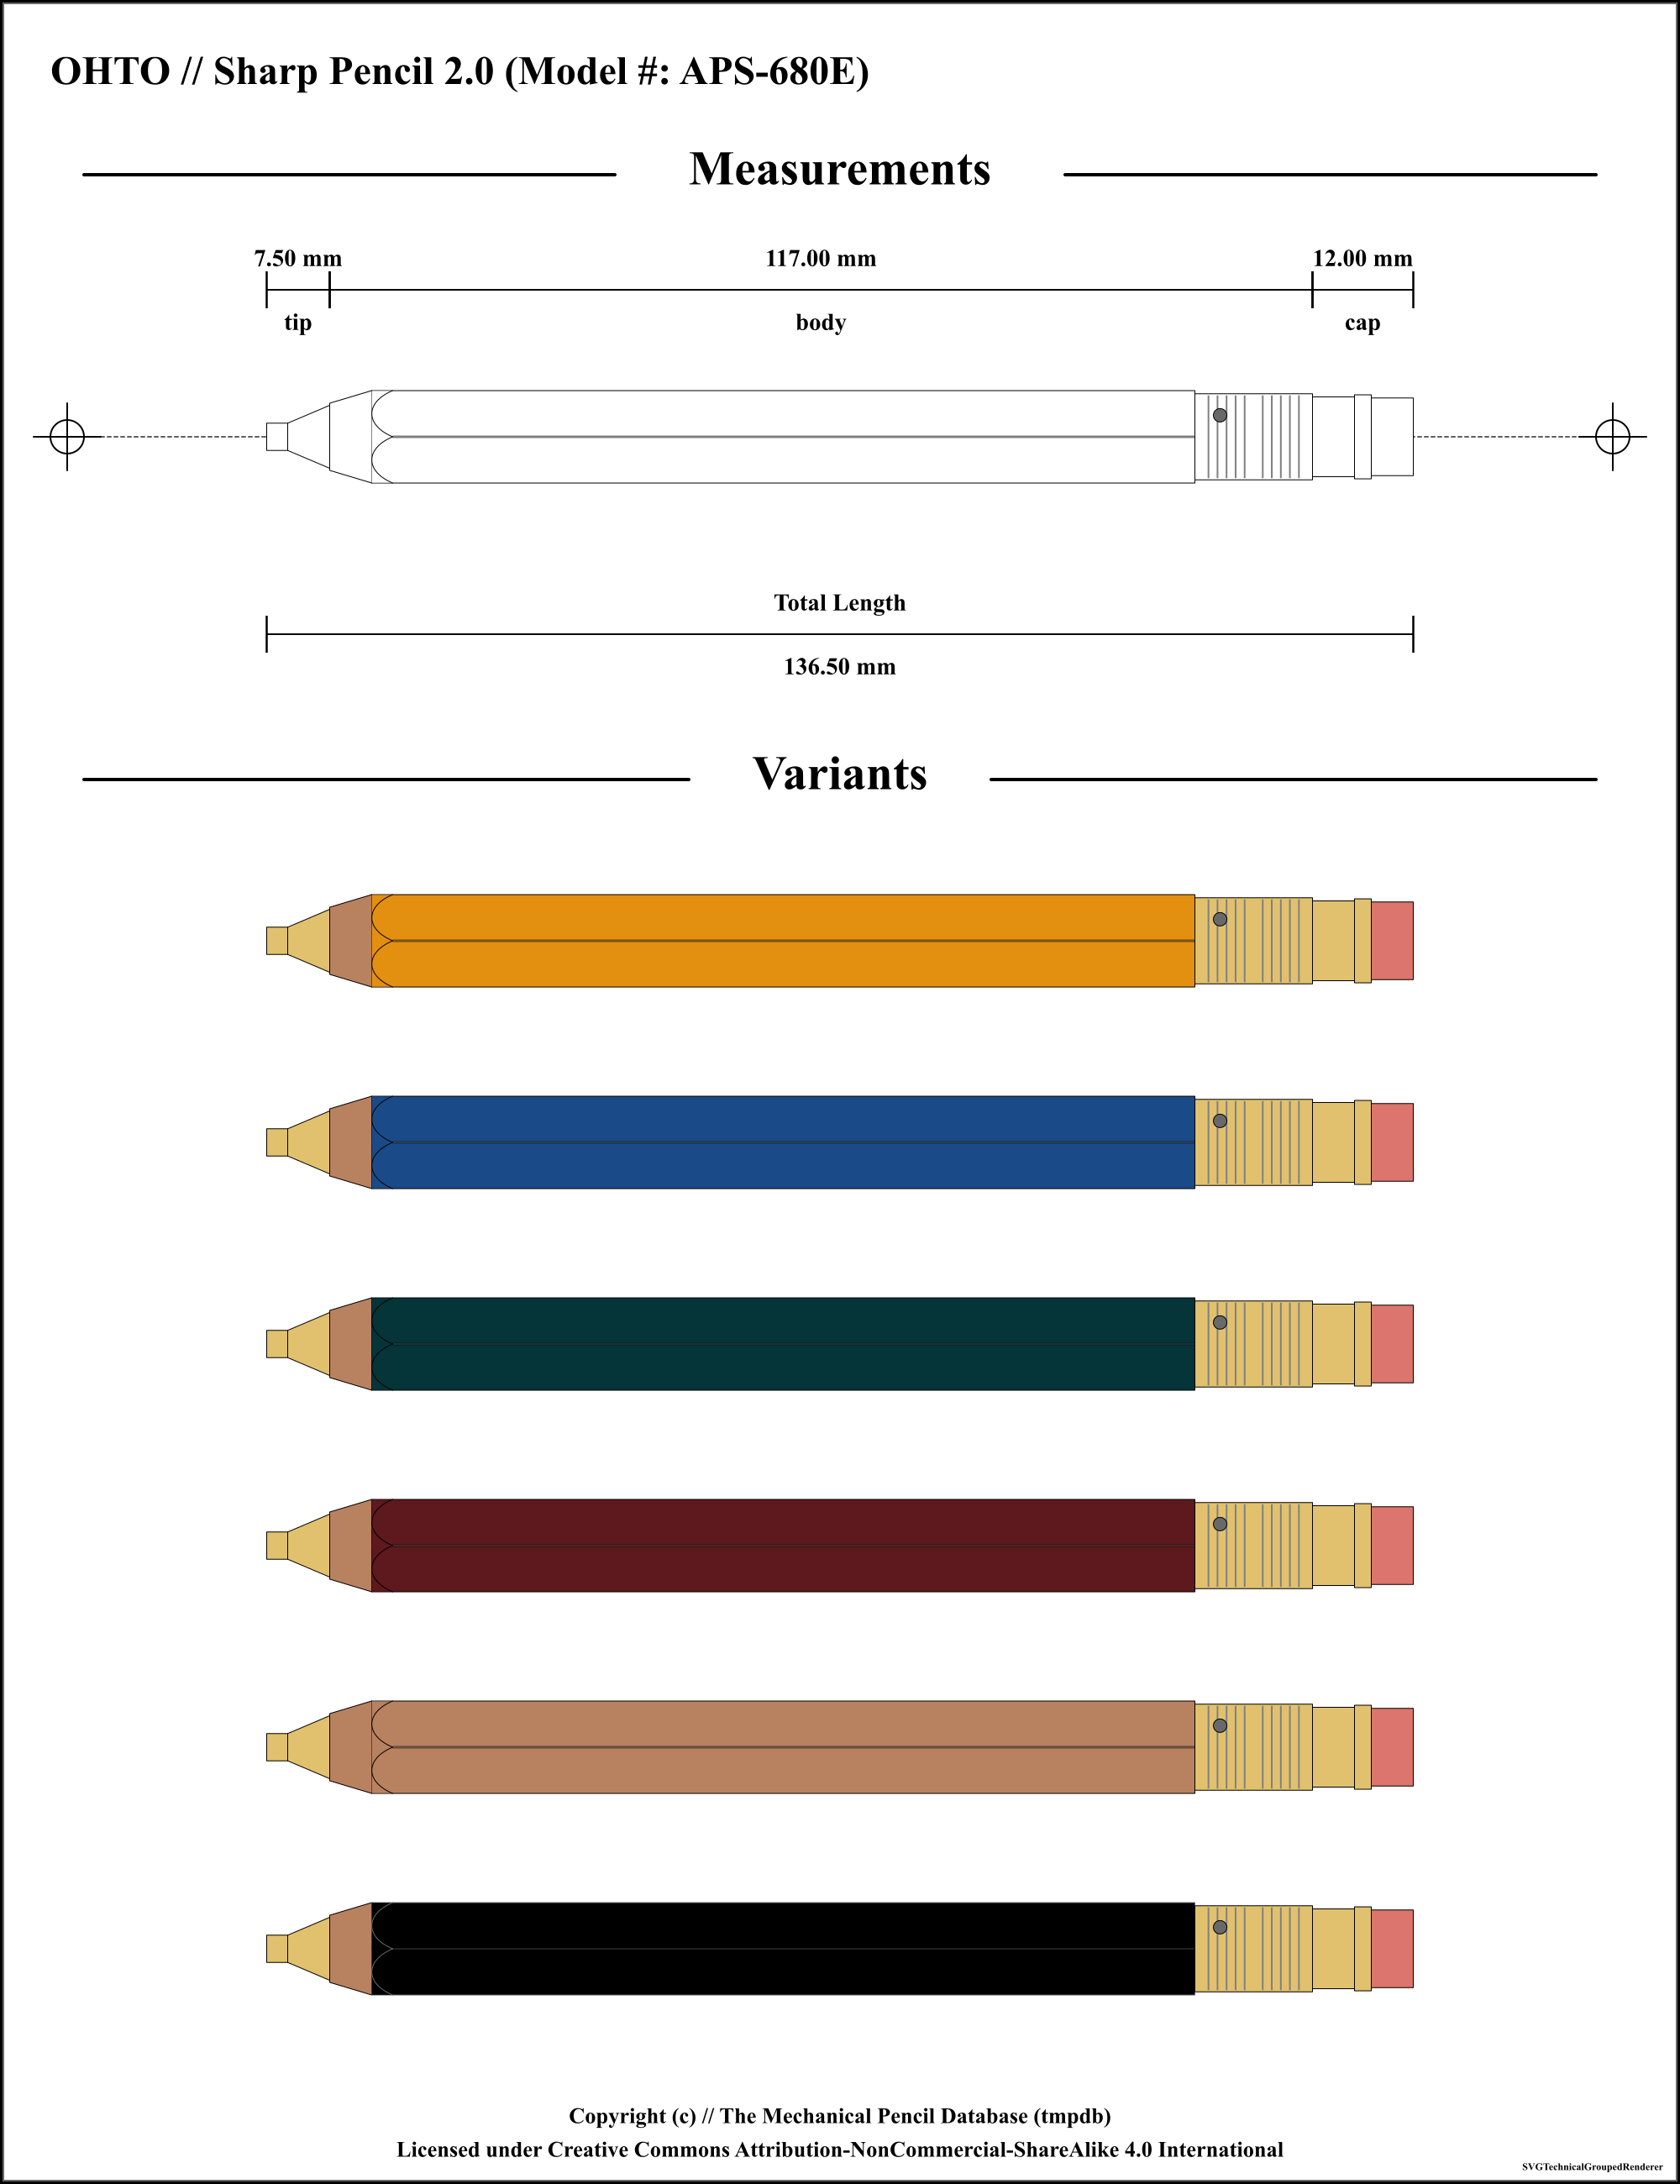 OHTO // Sharp Pencil 2.0 (Model #: APS-680E)
Measurements
7.50 mm 117.00 mm 12.00 mm
tip body cap
Total Length
136.50 mm
Variants
Copyright (c) // The Mechanical Pencil Database (tmpdb)
Licensed under Creative Commons Attribution-NonCommercial-ShareAlike 4.0 International
SVGTechnicalGroupedRenderer